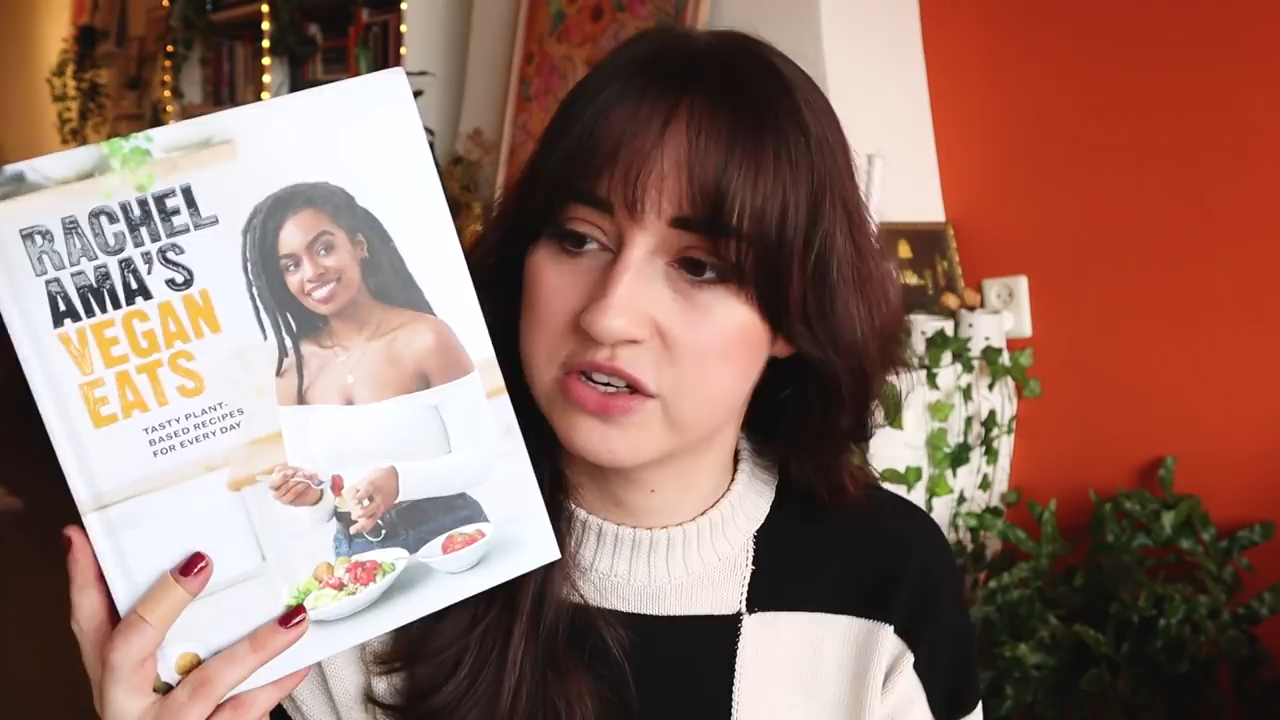 RACHEL
AMA'S
VEGAN
EATS
TASTY PLANT-
BASED RECIPES
FOR EVERY DAY